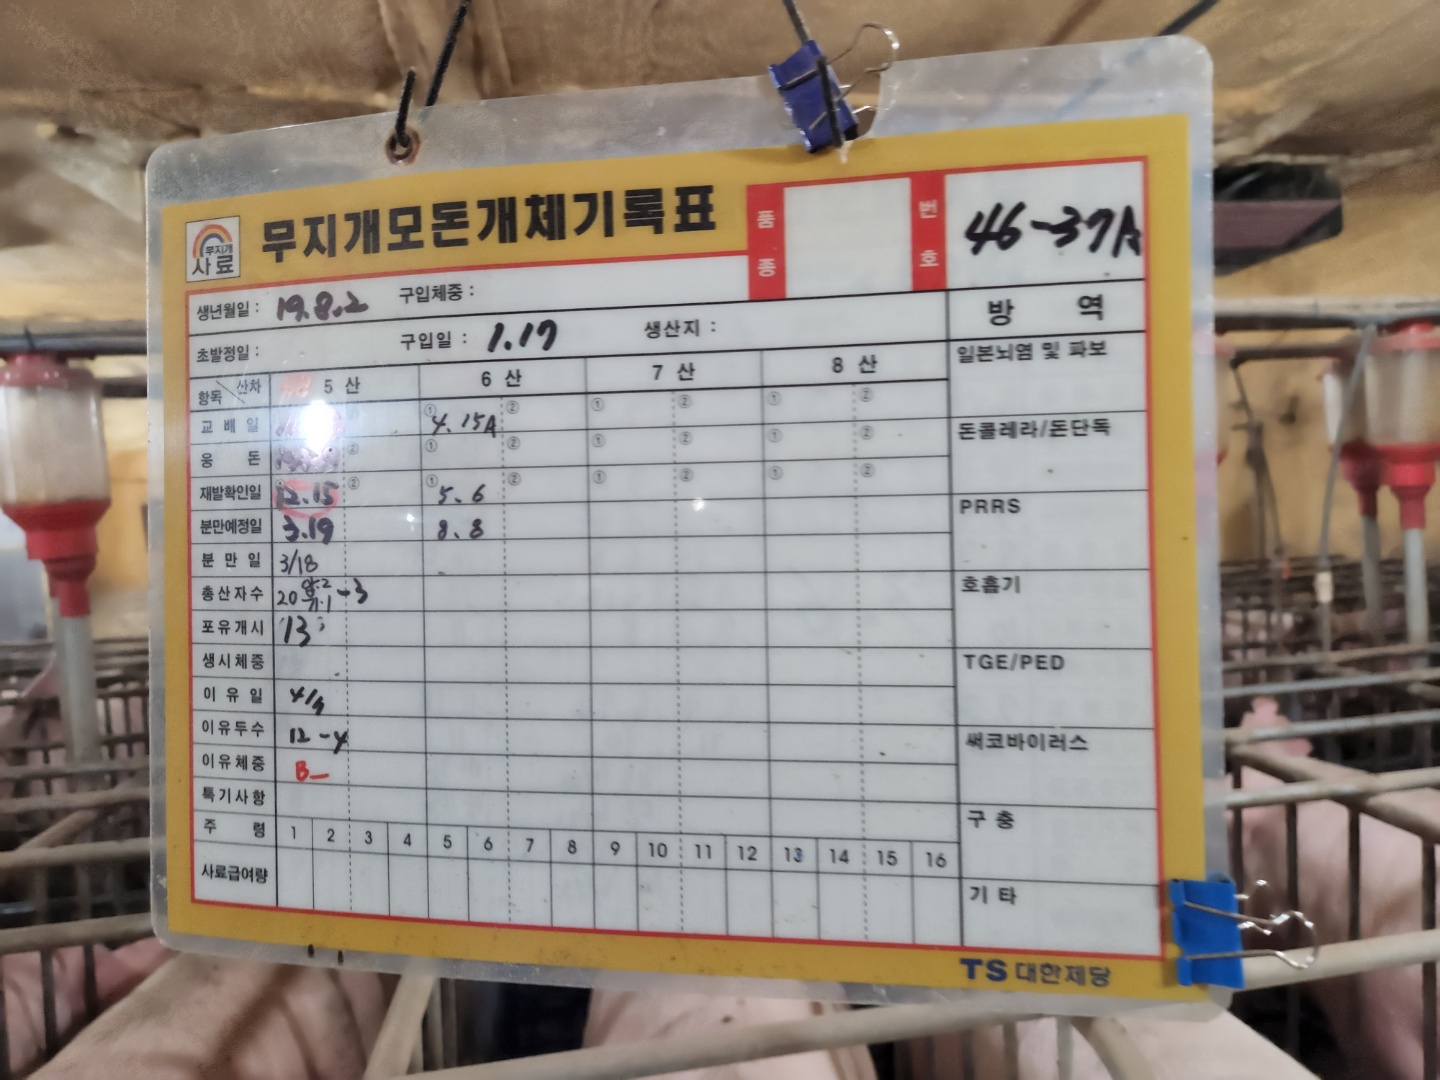 무지개
사료
무지개모돈개체기록표
품종
번호
46-37A
생년월일 : 19.8.2 구입체중 :
초발정일 : 구입일 : 1.17 생산지 :
방 역
항목 산차 5 산 6 산 7 산 8 산
교 배 일 ① 4.15A ② ① ② ① ②
웅 돈 ② ① ② ① ② ① ②
재발확인일 ① 12.15 ② ① 5.6 ② ① ② ① ②
분만예정일 3.19 8.8
분 만 일 3/18
총산자수 20 -3
포유개시 13
생시체중
이 유 일 4/9
이유두수 12 -4
이유체중 B-
특기사항
주 령 1 2 3 4 5 6 7 8 9 10 11 12 13 14 15 16
사료급여량
일본뇌염 및 파보
돈콜레라/돈단독
PRRS
호흡기
TGE/PED
써코바이러스
구 충
기 타
TS 대한제당